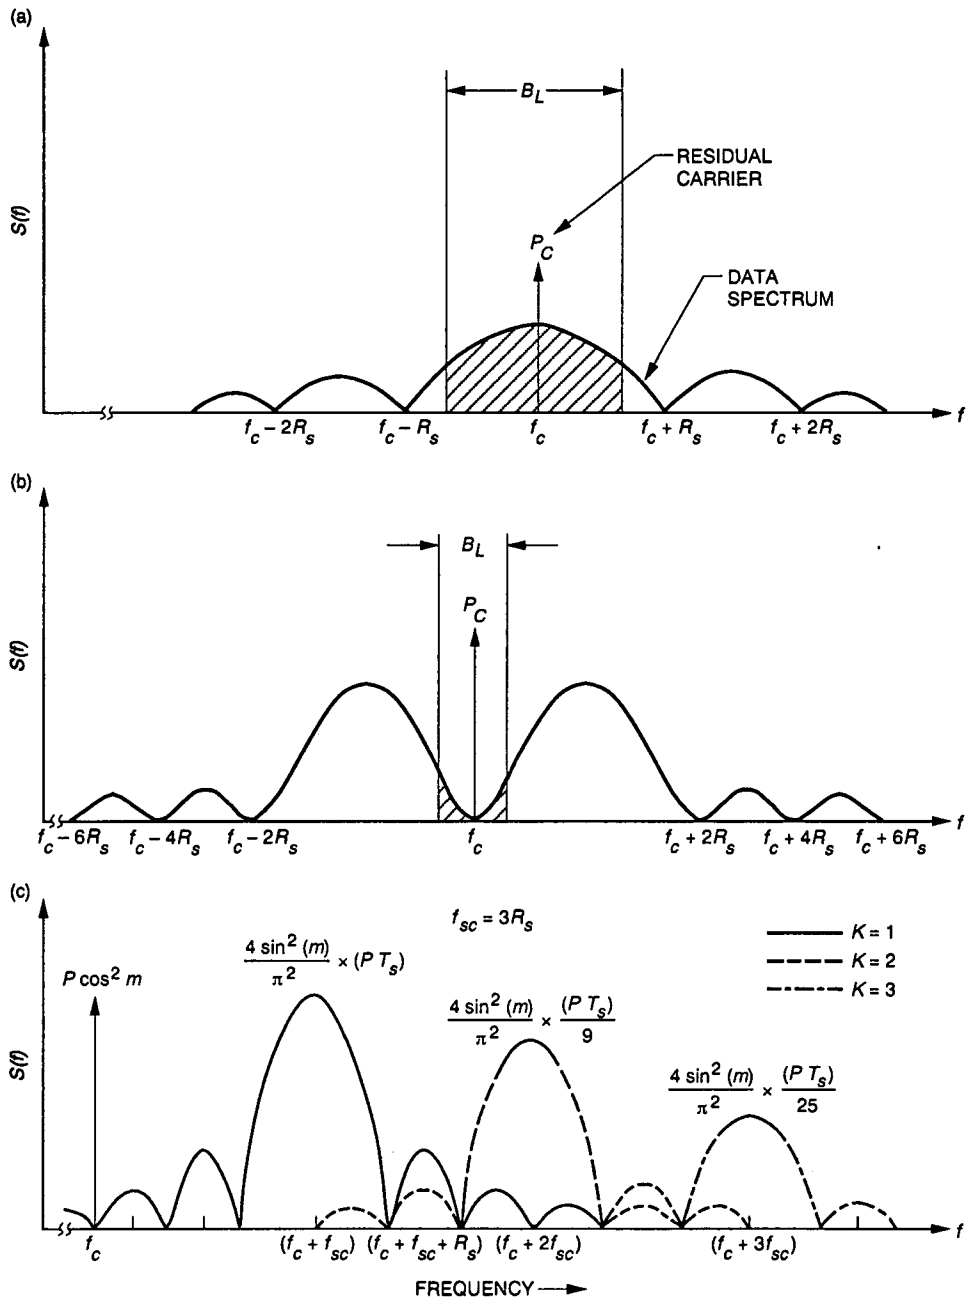 (a)
B_L
RESIDUAL
CARRIER
P_C
DATA
SPECTRUM
S(f)
f_c − 2R_s f_c − R_s f_c f_c + R_s f_c + 2R_s f
(b)
B_L
P_C
S(f)
f_c − 6R_s f_c − 4R_s f_c − 2R_s f_c f_c + 2R_s f_c + 4R_s f_c + 6R_s f
(c)
f_sc = 3R_s
K = 1
K = 2
K = 3
P cos² m
4 sin² (m) / π² × (P T_s)
4 sin² (m) / π² × (P T_s) / 9
4 sin² (m) / π² × (P T_s) / 25
S(f)
f_c (f_c + f_sc) (f_c + f_sc + R_s) (f_c + 2f_sc) (f_c + 3f_sc) f
FREQUENCY →